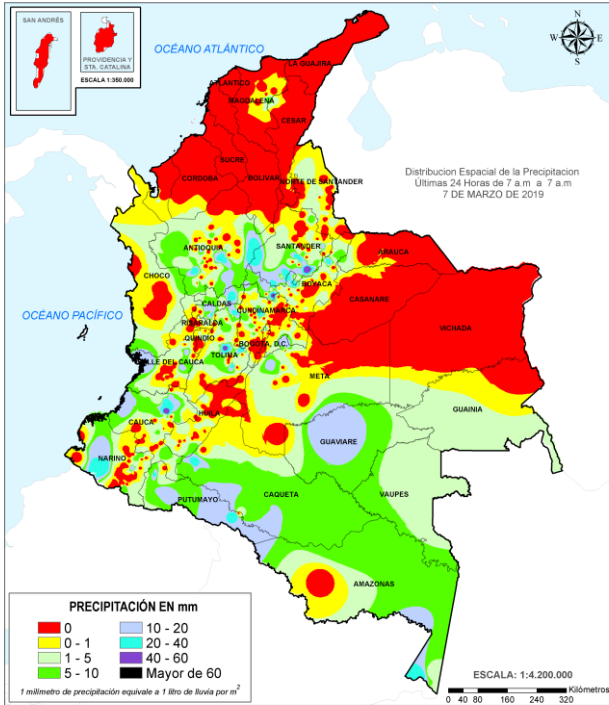 SAN ANDRÉS
PROVIDENCIA Y
STA. CATALINA
ESCALA 1:350.000
OCÉANO ATLÁNTICO
N
W
E
S
LA GUAJIRA
ATLANTICO
MAGDALENA
CESAR
SUCRE
CORDOBA
BOLIVAR
NORTE DE SANTANDER
Distribucion Espacial de la Precipitacion
Últimas 24 Horas de 7 a.m a 7 a.m
7 DE MARZO DE 2019
ANTIOQUIA
SANTANDER
ARAUCA
CHOCO
BOYACA
CASANARE
OCÉANO PACÍFICO
CALDAS
CUNDINAMARCA
VICHADA
RISARALDA
QUINDIO
BOGOTA, D.C.
TOLIMA
VALLE DEL CAUCA
META
GUAINIA
HUILA
CAUCA
GUAVIARE
NARINO
PUTUMAYO
CAQUETA
VAUPES
AMAZONAS
PRECIPITACIÓN EN mm
0
0 - 1
1 - 5
5 - 10
10 - 20
20 - 40
40 - 60
Mayor de 60
1 milimetro de precipitación equivale a 1 litro de lluvia por m²
ESCALA: 1:4.200.000
Kilómetros
0 40 80 160 240 320